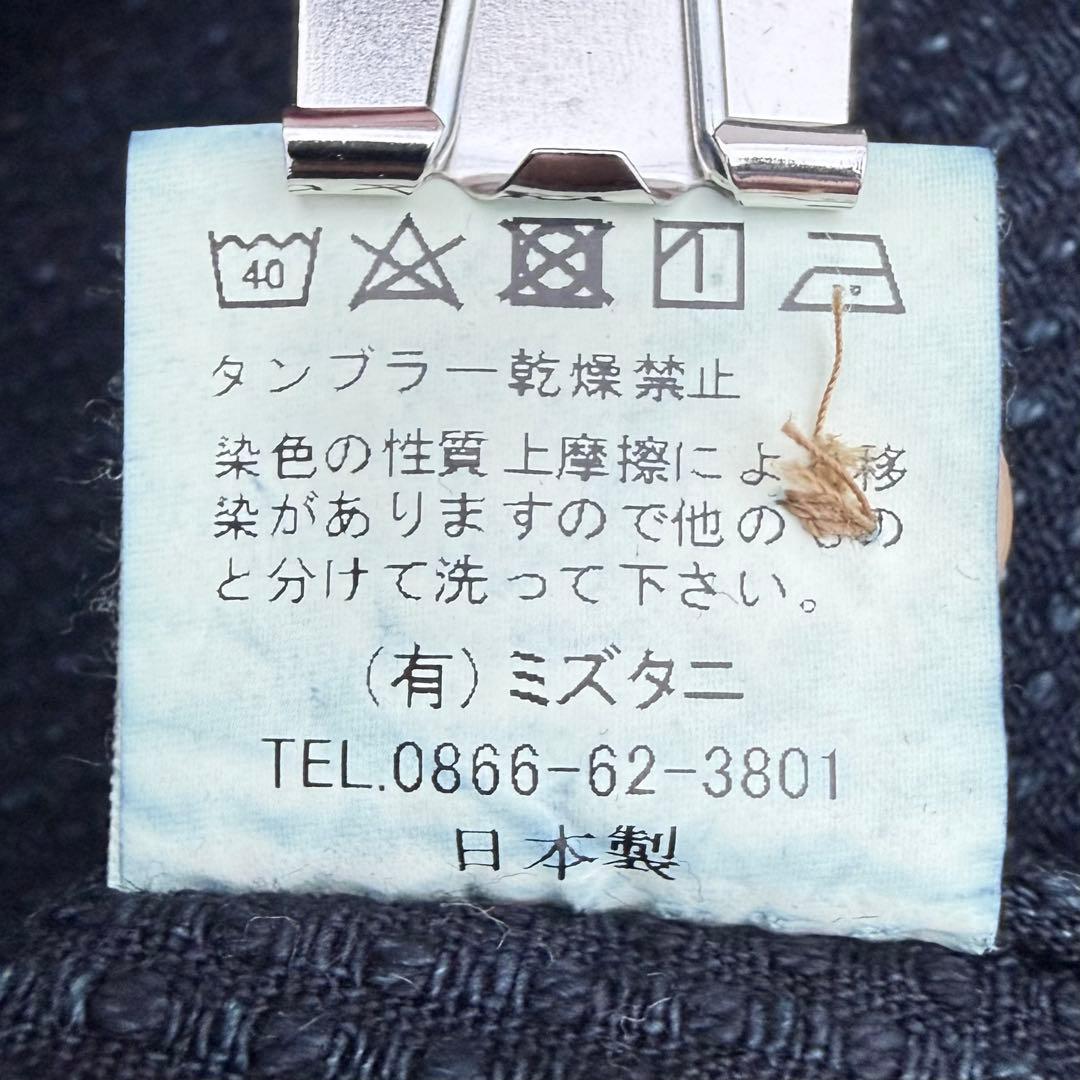 40
タンブラー乾燥禁止
染色の性質上摩擦によ 移
染がありますので他の の
と分けて洗って下さい。
(有)ミズタニ
TEL.0866-62-3801
日本製